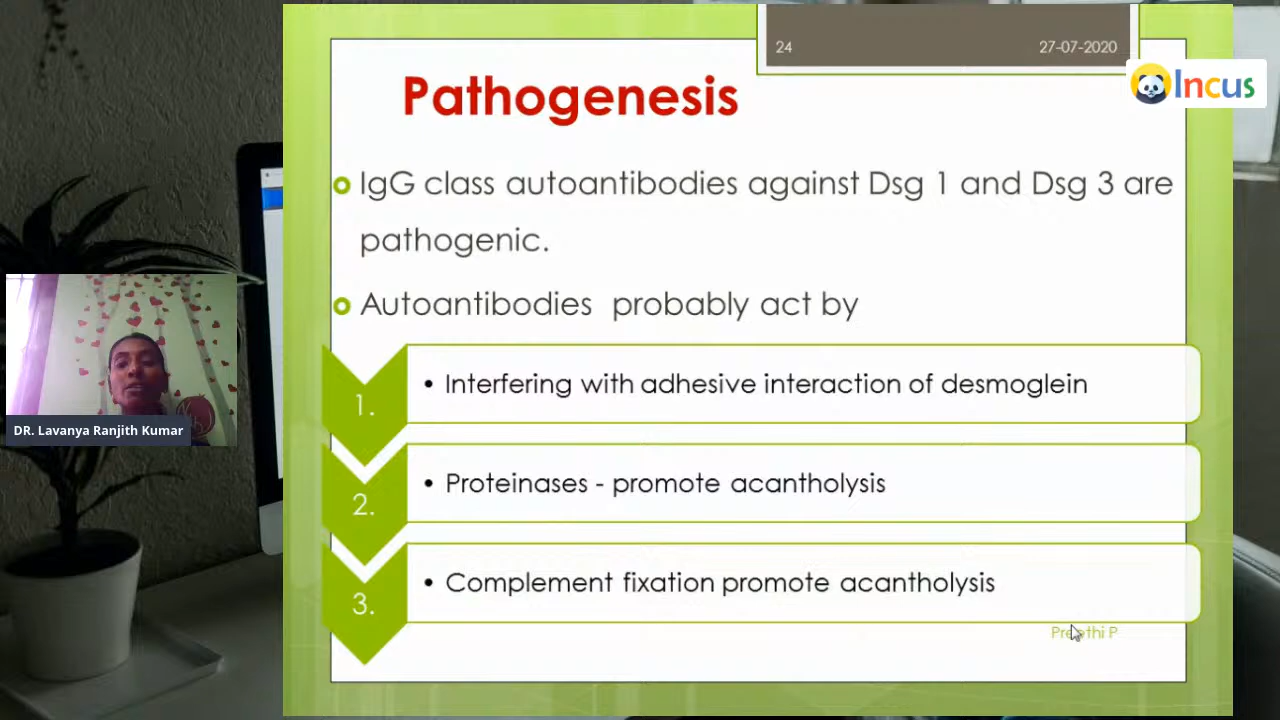 24
27-07-2020
Incus
Pathogenesis
IgG class autoantibodies against Dsg 1 and Dsg 3 are
pathogenic.
Autoantibodies probably act by
1.
• Interfering with adhesive interaction of desmoglein
2.
• Proteinases - promote acantholysis
3.
• Complement fixation promote acantholysis
DR. Lavanya Ranjith Kumar
P